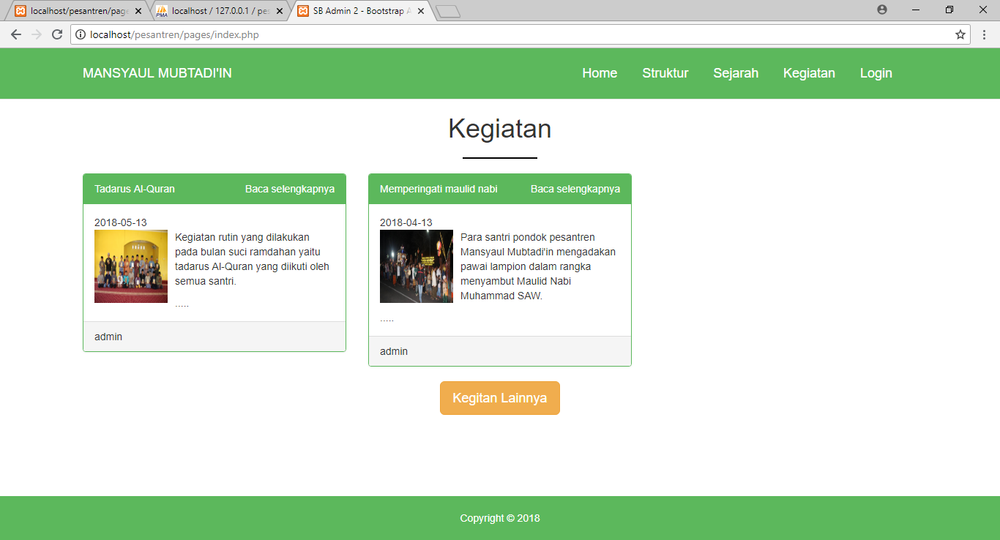 localhost/pesantren/page
localhost / 127.0.0.1 / pes
SB Admin 2 - Bootstrap A
localhost/pesantren/pages/index.php
MANSYAUL MUBTADI'IN
Home Struktur Sejarah Kegiatan Login
Kegiatan
Tadarus Al-Quran Baca selengkapnya
2018-05-13
Kegiatan rutin yang dilakukan
pada bulan suci ramdahan yaitu
tadarus Al-Quran yang diikuti oleh
semua santri.
.....
admin
Memperingati maulid nabi Baca selengkapnya
2018-04-13
Para santri pondok pesantren
Mansyaul Mubtadi'in mengadakan
pawai lampion dalam rangka
menyambut Maulid Nabi
Muhammad SAW.
.....
admin
Kegitan Lainnya
Copyright © 2018